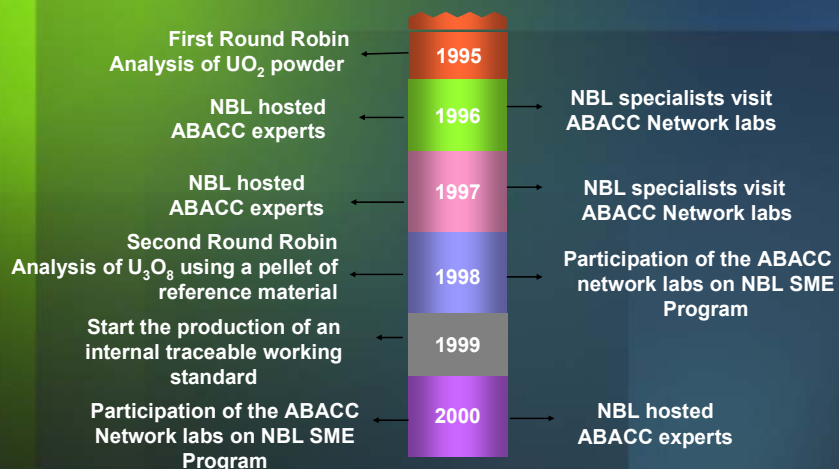 First Round Robin
Analysis of UO₂ powder
1995
NBL hosted
ABACC experts
1996
NBL specialists visit
ABACC Network labs
NBL hosted
ABACC experts
1997
NBL specialists visit
ABACC Network labs
Second Round Robin
Analysis of U₃O₈ using a pellet of
reference material
1998
Participation of the ABACC
network labs on NBL SME
Program
Start the production of an
internal traceable working
standard
1999
Participation of the ABACC
Network labs on NBL SME
Program
2000
NBL hosted
ABACC experts